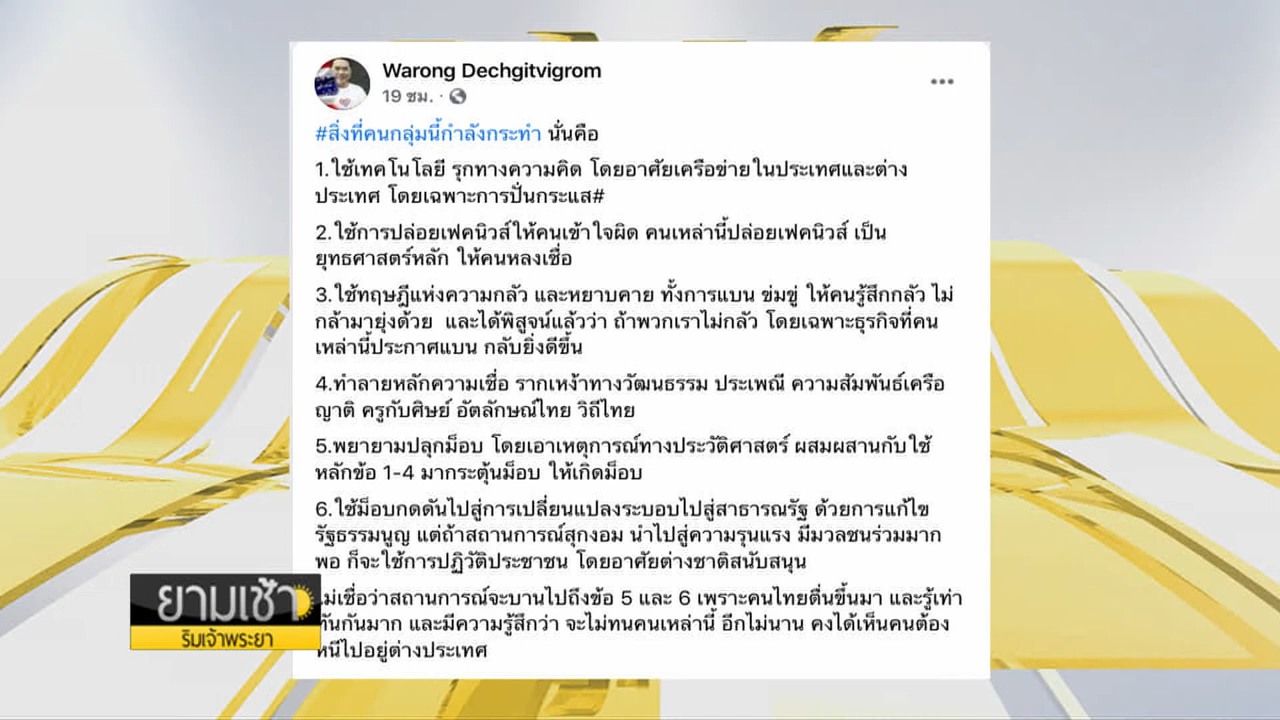 Warong Dechgitvigrom
19 ชม. ·
#สิ่งที่คนกลุ่มนี้กำลังกระทำ นั่นคือ
1.ใช้เทคโนโลยี รุกทางความคิด โดยอาศัยเครือข่ายในประเทศและต่าง
ประเทศ โดยเฉพาะการปั่นกระแส#
2.ใช้การปล่อยเฟคนิวส์ให้คนเข้าใจผิด คนเหล่านี้ปล่อยเฟคนิวส์ เป็น
ยุทธศาสตร์หลัก ให้คนหลงเชื่อ
3.ใช้ทฤษฎีแห่งความกลัว และหยาบคาย ทั้งการแบน ข่มขู่ ให้คนรู้สึกกลัว ไม่
กล้ามายุ่งด้วย และได้พิสูจน์แล้วว่า ถ้าพวกเราไม่กลัว โดยเฉพาะธุรกิจที่คน
เหล่านี้ประกาศแบน กลับยิ่งดีขึ้น
4.ทำลายหลักความเชื่อ รากเหง้าทางวัฒนธรรม ประเพณี ความสัมพันธ์เครือ
ญาติ ครูกับศิษย์ อัตลักษณ์ไทย วิถีไทย
5.พยายามปลุกม็อบ โดยเอาเหตุการณ์ทางประวัติศาสตร์ ผสมผสานกับใช้
หลักข้อ 1-4 มากระตุ้นม็อบ ให้เกิดม็อบ
6.ใช้ม็อบกดดันไปสู่การเปลี่ยนแปลงระบอบไปสู่สาธารณรัฐ ด้วยการแก้ไข
รัฐธรรมนูญ แต่ถ้าสถานการณ์สุกงอม นำไปสู่ความรุนแรง มีมวลชนร่วมมาก
พอ ก็จะใช้การปฏิวัติประชาชน โดยอาศัยต่างชาติสนับสนุน
ไม่เชื่อว่าสถานการณ์จะบานไปถึงข้อ 5 และ 6 เพราะคนไทยตื่นขึ้นมา และรู้เท่า
ทันกันมาก และมีความรู้สึกว่า จะไม่ทนคนเหล่านี้ อีกไม่นาน คงได้เห็นคนต้อง
หนีไปอยู่ต่างประเทศ
ยามเช้า
ริมเจ้าพระยา